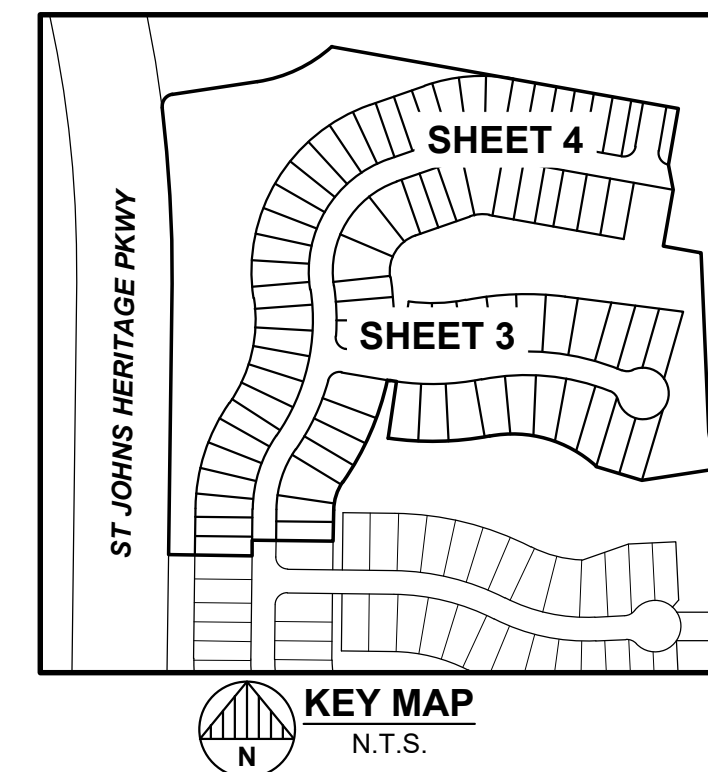 SHEET 4
ST JOHNS HERITAGE PKWY
SHEET 3
KEY MAP
N.T.S.
N